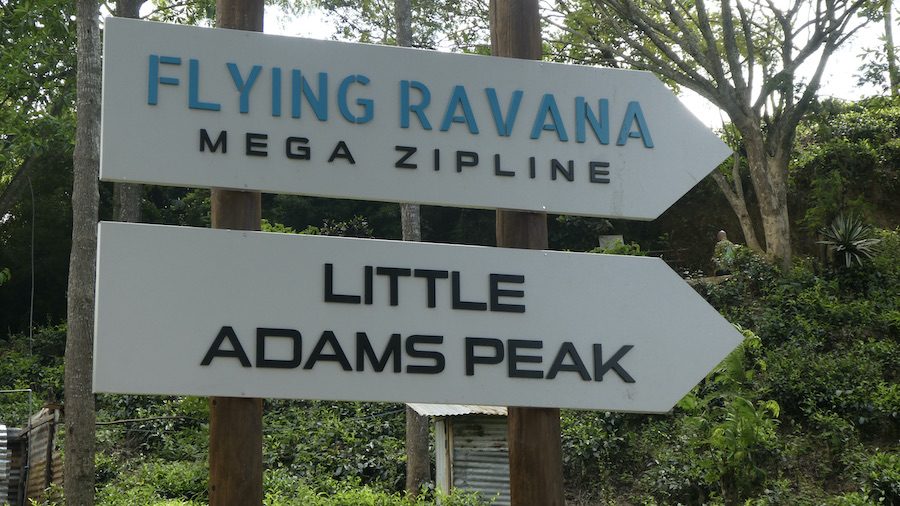 FLYING RAVANA
MEGA ZIPLINE
LITTLE
ADAMS PEAK